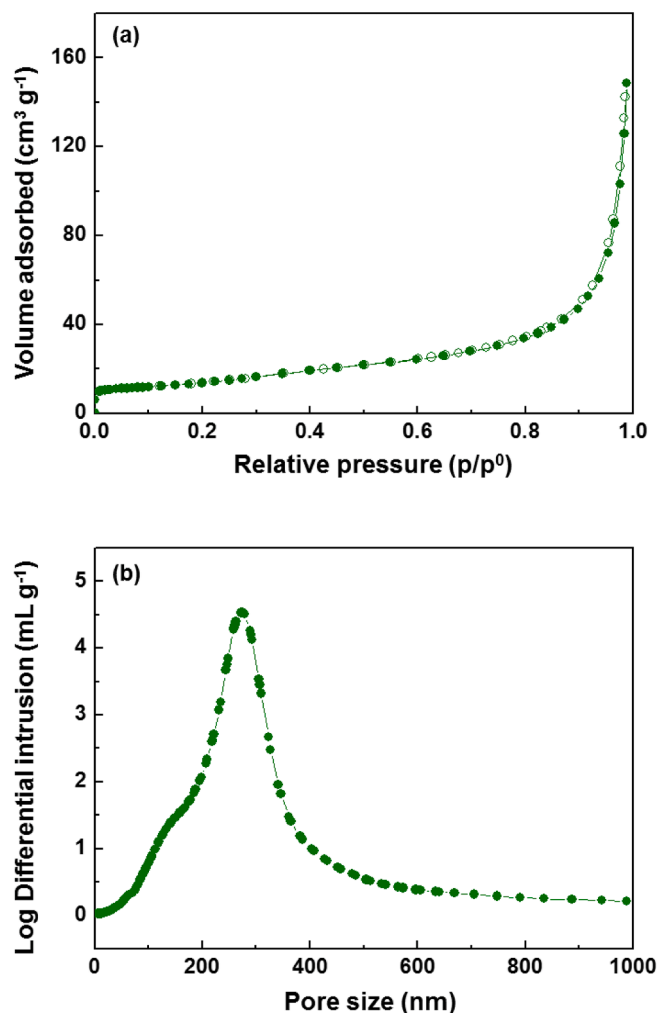 (a)
Volume adsorbed (cm³ g⁻¹)
160
120
80
40
0
0.0 0.2 0.4 0.6 0.8 1.0
Relative pressure (p/p⁰)
(b)
Log Differential intrusion (mL g⁻¹)
5
4
3
2
1
0
0 200 400 600 800 1000
Pore size (nm)